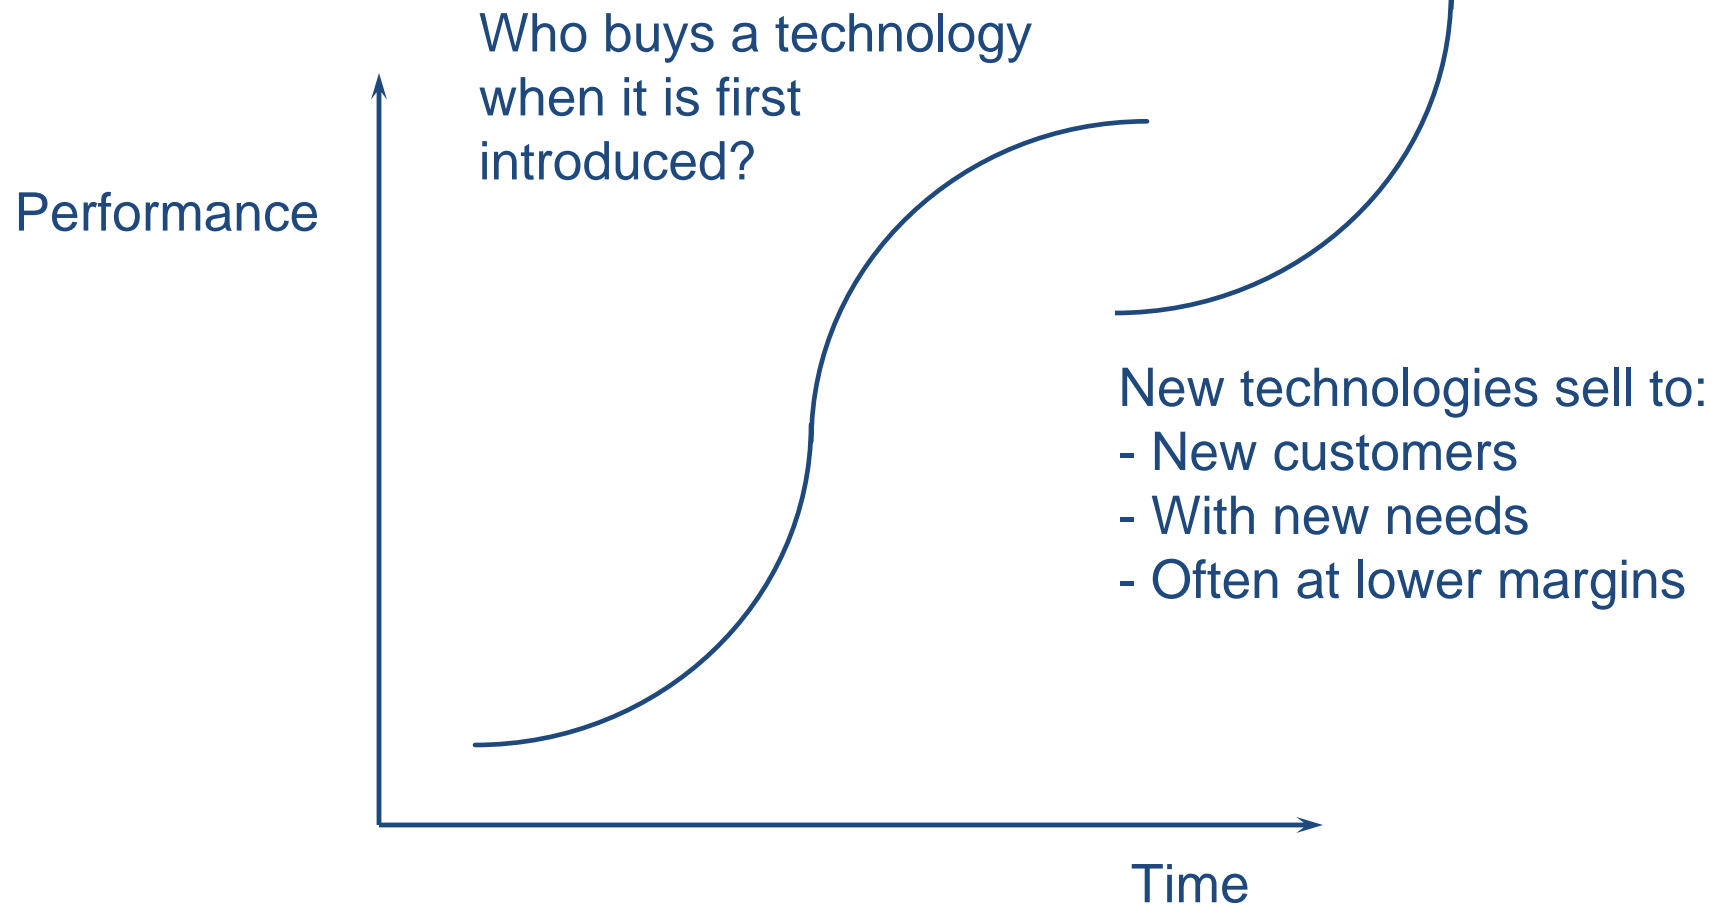 Who buys a technology
when it is first
introduced?
Performance
New technologies sell to:
- New customers
- With new needs
- Often at lower margins
Time